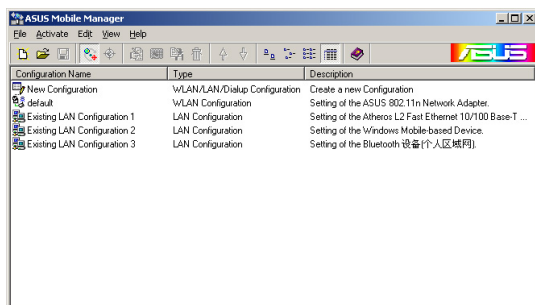 ASUS Mobile Manager
File Activate Edit View Help
ASUS
Configuration Name Type Description
New Configuration WLAN/LAN/Dialup Configuration Create a new Configuration
default WLAN Configuration Setting of the ASUS 802.11n Network Adapter.
Existing LAN Configuration 1 LAN Configuration Setting of the Atheros L2 Fast Ethernet 10/100 Base-T ...
Existing LAN Configuration 2 LAN Configuration Setting of the Windows Mobile-based Device.
Existing LAN Configuration 3 LAN Configuration Setting of the Bluetooth 设备(个人区域网).